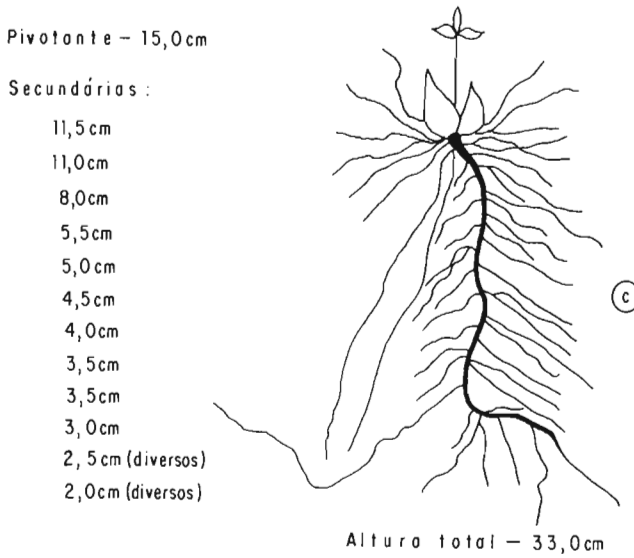 Pivotante - 15,0cm
Secundárias :
11,5cm
11,0cm
8,0cm
5,5cm
5,0cm
4,5cm
4,0cm
3,5cm
3,5cm
3,0cm
2,5cm (diversos)
2,0cm (diversos)
c
Altura total - 33,0cm